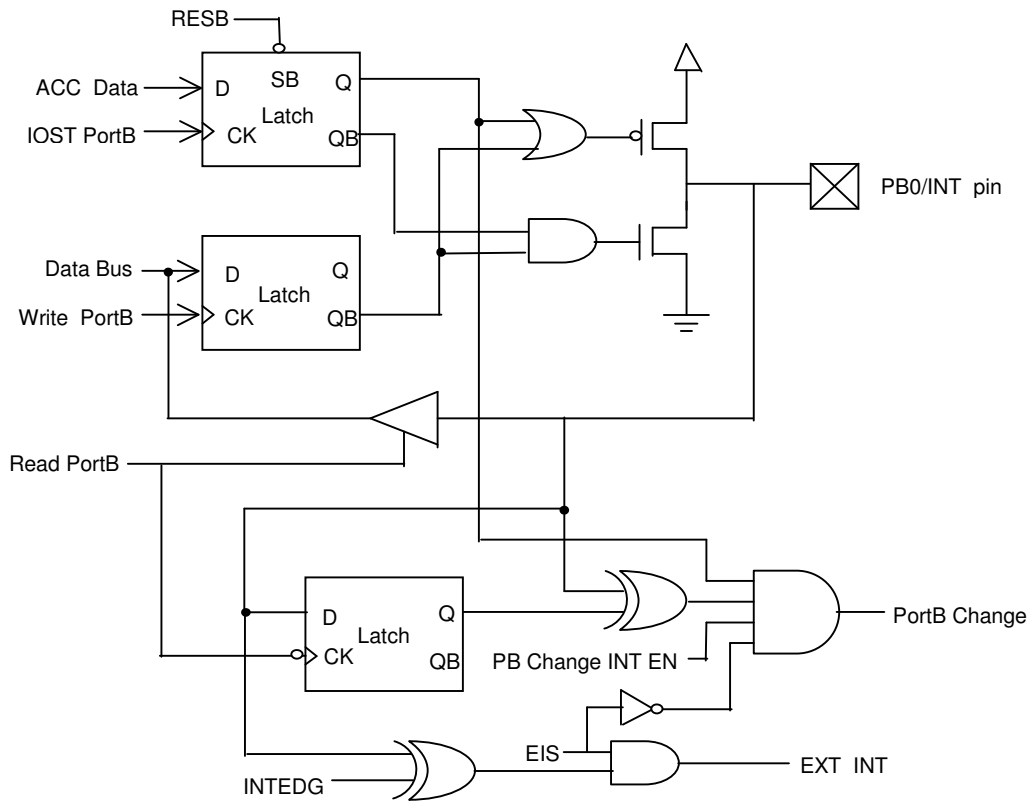 RESB
ACC Data
IOST PortB
D
SB
Q
Latch
CK
QB
PB0/INT pin
Data Bus
Write PortB
D
Q
Latch
CK
QB
Read PortB
D
Q
Latch
CK
QB
PB Change INT EN
PortB Change
EIS
INTEDG
EXT INT